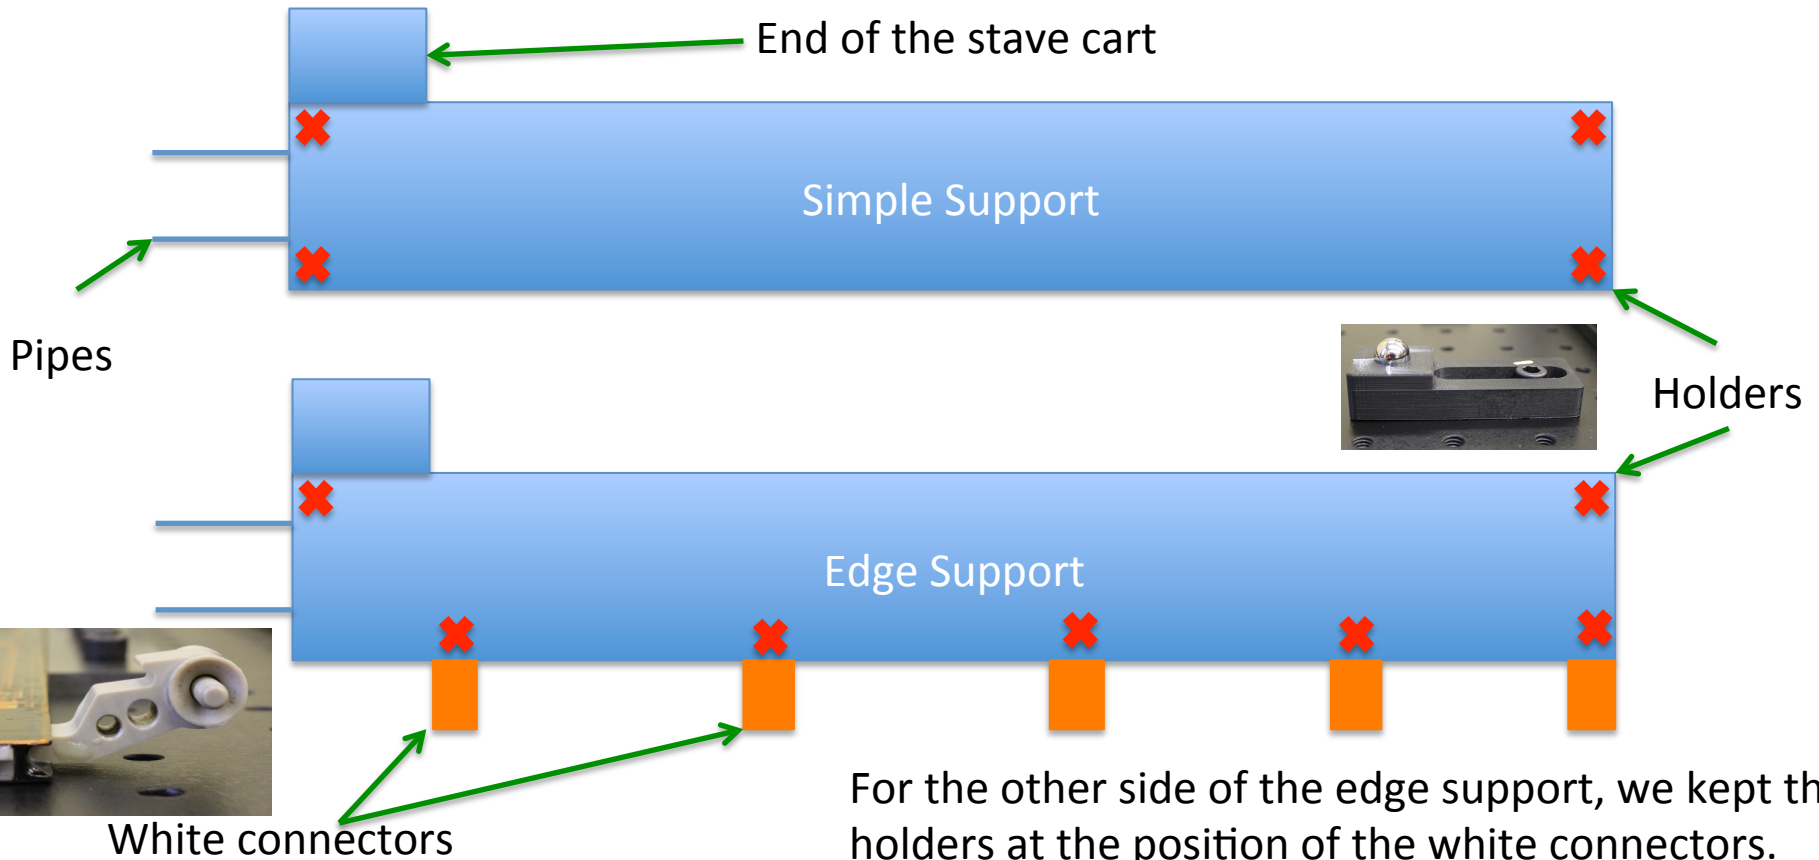 End of the stave cart
Simple Support
Pipes
Holders
Edge Support
White connectors
For the other side of the edge support, we kept
holders at the position of the white connectors.